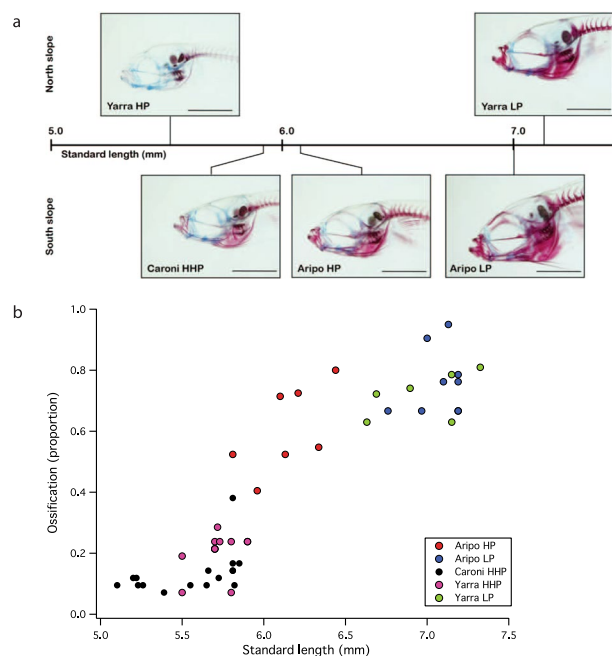 a
North slope
Yarra HP
Yarra LP
5.0
6.0
7.0
Standard length (mm)
South slope
Caroni HHP
Aripo HP
Aripo LP
b
1.0
0.8
0.6
0.4
0.2
0.0
Ossification (proportion)
Aripo HP
Aripo LP
Caroni HHP
Yarra HHP
Yarra LP
5.0 5.5 6.0 6.5 7.0 7.5
Standard length (mm)